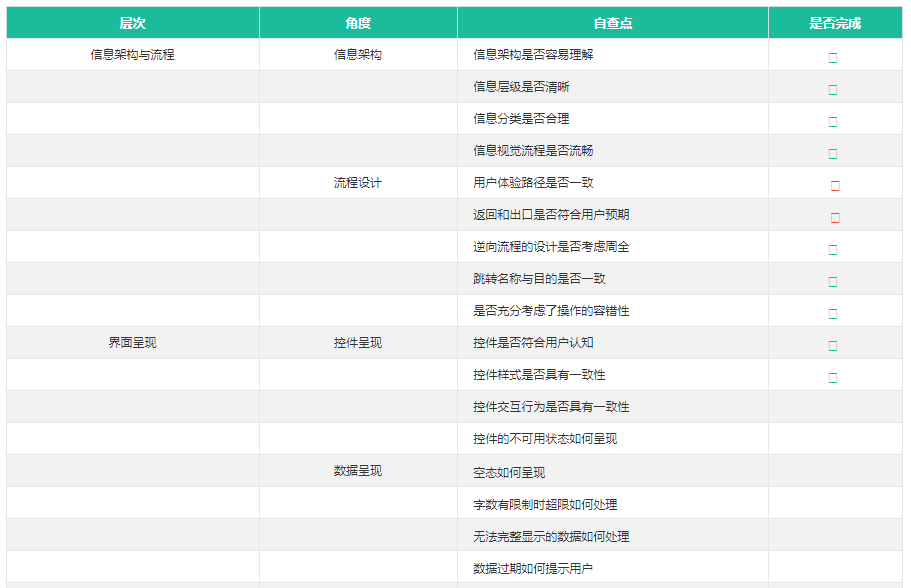 层次 角度 自查点 是否完成
信息架构与流程 信息架构 信息架构是否容易理解
信息层级是否清晰
信息分类是否合理
信息视觉流程是否流畅
流程设计 用户体验路径是否一致
返回和出口是否符合用户预期
逆向流程的设计是否考虑周全
跳转名称与目的是否一致
是否充分考虑了操作的容错性
界面呈现 控件呈现 控件是否符合用户认知
控件样式是否具有一致性
控件交互行为是否具有一致性
控件的不可用状态如何呈现
数据呈现 空态如何呈现
字数有限制时超限如何处理
无法完整显示的数据如何处理
数据过期如何提示用户